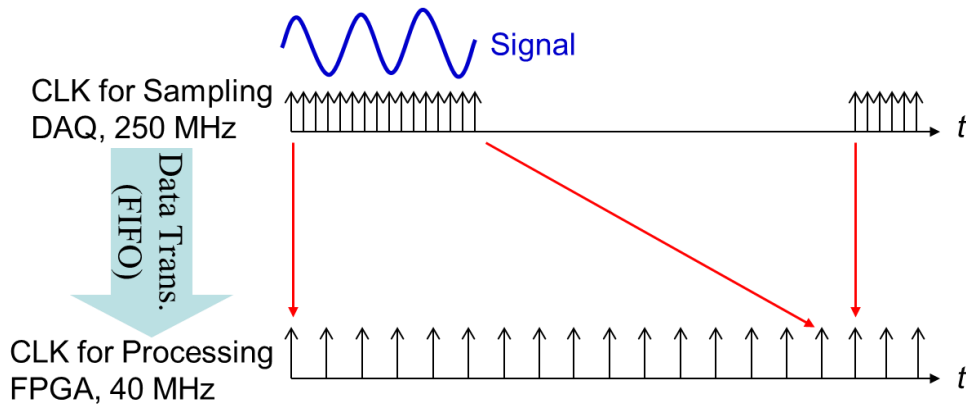 Signal
CLK for Sampling
DAQ, 250 MHz
t
Data Trans.
(FIFO)
CLK for Processing
FPGA, 40 MHz
t